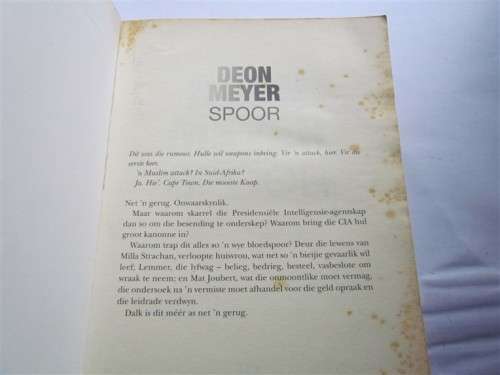 DEON
MEYER
SPOOR
Dit was die rumour. Hulle wil weapons inbring. Vir 'n attack, hier. Vir die
eerste keer.
'n Muslim attack? In Suid-Afrika?
Ja. Hie'. Cape Town. Die mooiste Kaap.
Net 'n gerug. Onwaarskynlik.
Maar waarom skarrel die Presidensiële Intelligensie-agentskap
dan so om die besending te onderskep? Waarom bring die CIA hul
groot kanonne in?
Waarom trap dit alles so 'n wye bloedspoor? Deur die lewens van
Milla Strachan, verloopte huisvrou, wat net so 'n bietjie gevaarlik wil
leef; Lemmer, die lyfwag – belieg, bedrieg, besteel, vasbeslote om
wraak te neem; en Mat Joubert, wat die onmoontlike moet vermag,
die ondersoek na 'n vermiste moet afhandel voor die geld opraak en
die leidrade verdwyn.
Dalk is dit méér as net 'n gerug.